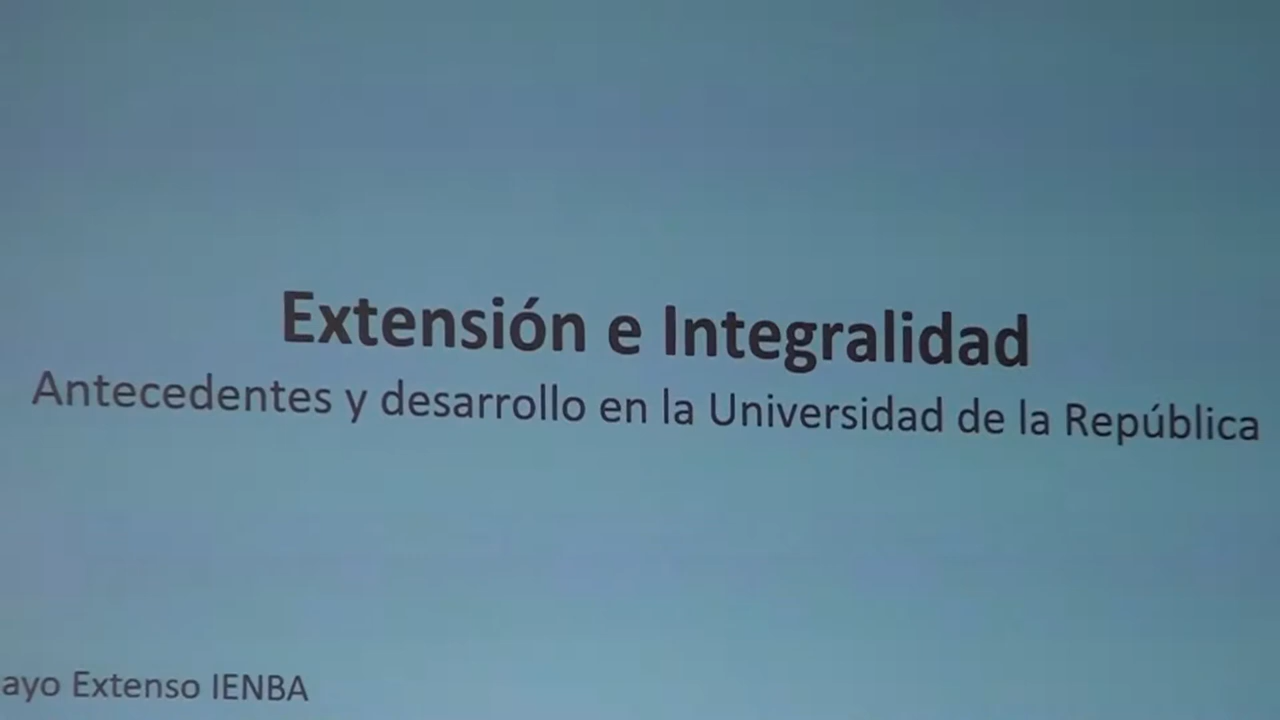 Extensión e Integralidad
Antecedentes y desarrollo en la Universidad de la República
ayo Extenso IENBA